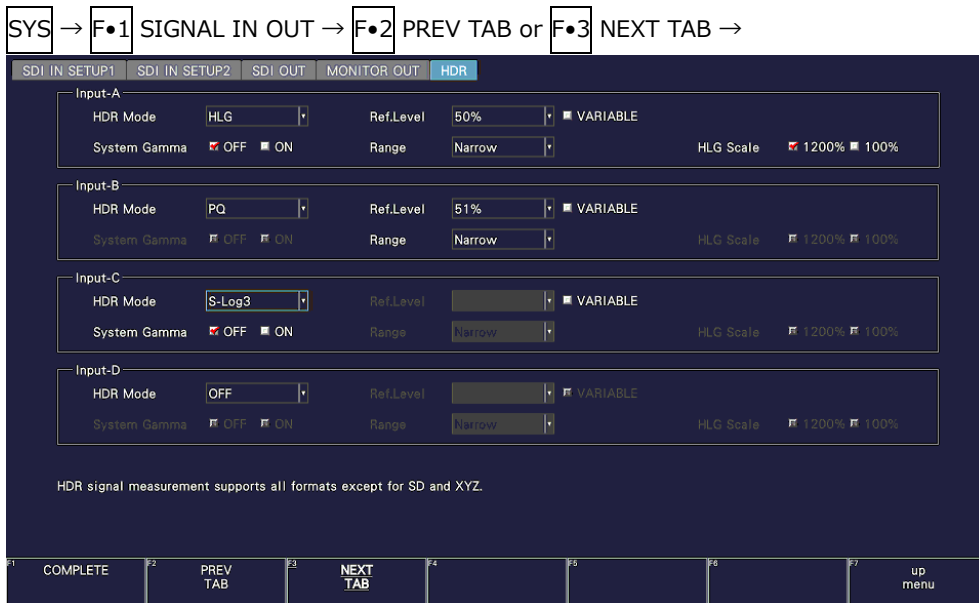 SYS → F•1 SIGNAL IN OUT → F•2 PREV TAB or F•3 NEXT TAB →
SDI IN SETUP1 SDI IN SETUP2 SDI OUT MONITOR OUT HDR
Input-A
HDR Mode HLG Ref.Level 50% VARIABLE
System Gamma OFF ON Range Narrow HLG Scale 1200% 100%
Input-B
HDR Mode PQ Ref.Level 51% VARIABLE
System Gamma OFF ON Range Narrow HLG Scale 1200% 100%
Input-C
HDR Mode S-Log3 Ref.Level VARIABLE
System Gamma OFF ON Range Narrow HLG Scale 1200% 100%
Input-D
HDR Mode OFF Ref.Level VARIABLE
System Gamma OFF ON Range Narrow HLG Scale 1200% 100%
HDR signal measurement supports all formats except for SD and XYZ.
F1 COMPLETE F2 PREV TAB F3 NEXT TAB F4 F5 F6 F7 up menu